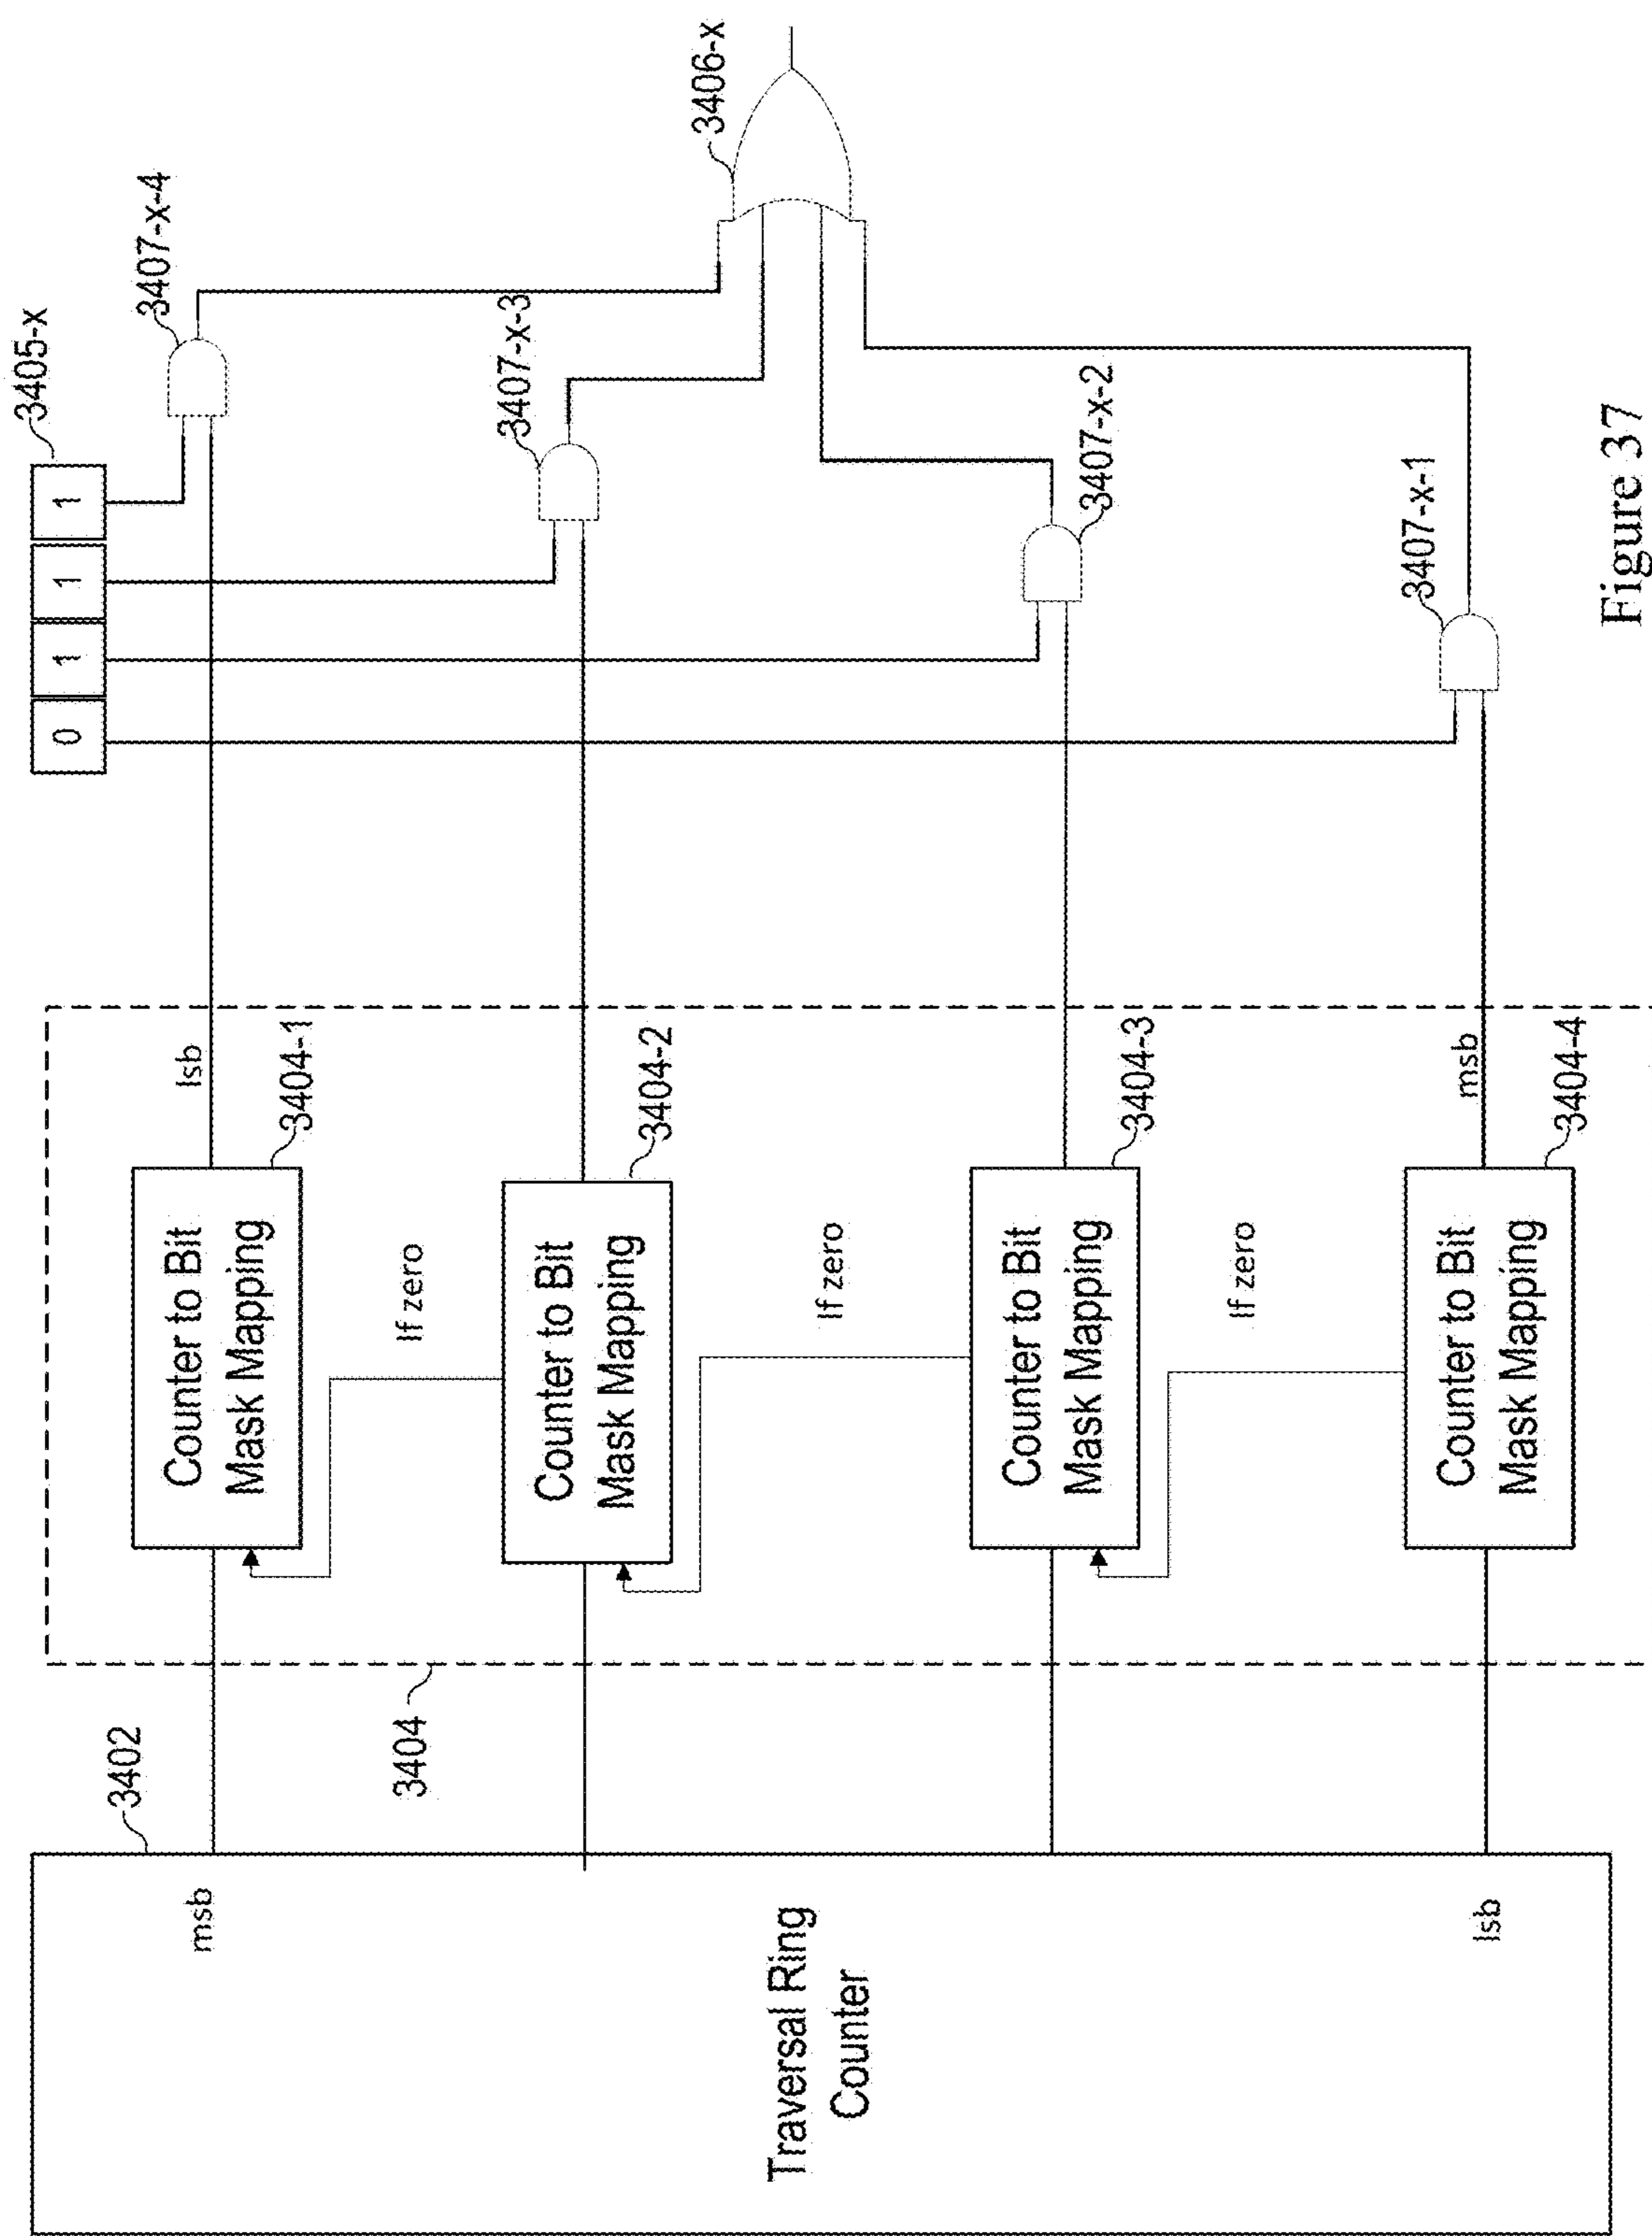 3405-x
0 1 1 1
3407-x-4
3406-x
3407-x-3
3407-x-2
3407-x-1
lsb
3404-1
Counter to Bit
Mask Mapping
If zero
3404-2
Counter to Bit
Mask Mapping
If zero
3404-3
Counter to Bit
Mask Mapping
If zero
msb
3404-4
Counter to Bit
Mask Mapping
3404
3402
msb
Traversal Ring
Counter
lsb
Figure 37